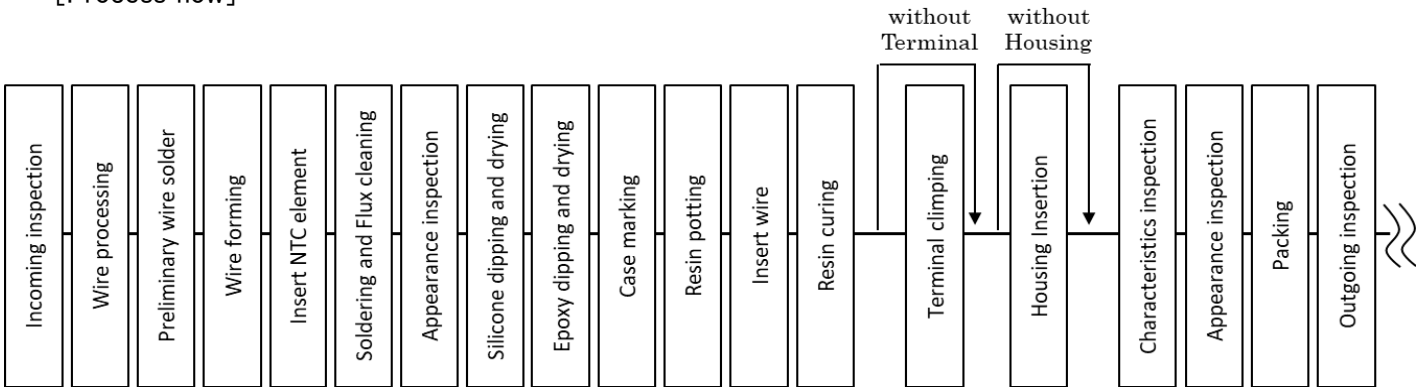 [Process flow]
without
Terminal
without
Housing
Incoming inspection
Wire processing
Preliminary wire solder
Wire forming
Insert NTC element
Soldering and Flux cleaning
Appearance inspection
Silicone dipping and drying
Epoxy dipping and drying
Case marking
Resin potting
Insert wire
Resin curing
Terminal climping
Housing Insertion
Characteristics inspection
Appearance inspection
Packing
Outgoing inspection